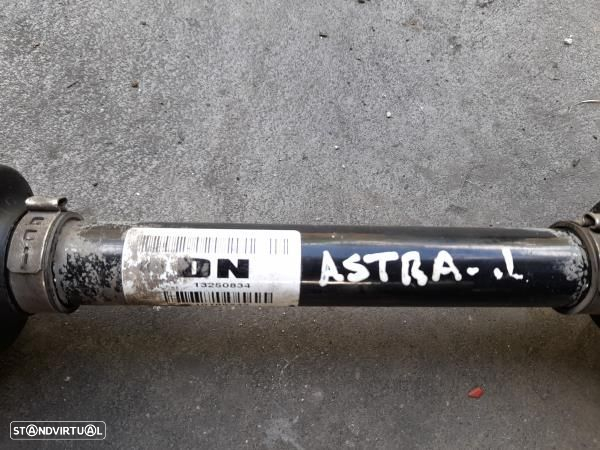 DN
13250834
ASTRA-.J
STANDVIRTUAL